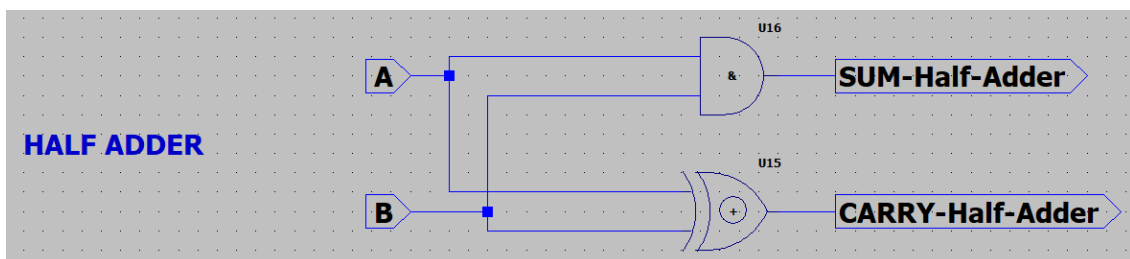 U16
A
&
SUM-Half-Adder
HALF ADDER
U15
B
+
CARRY-Half-Adder